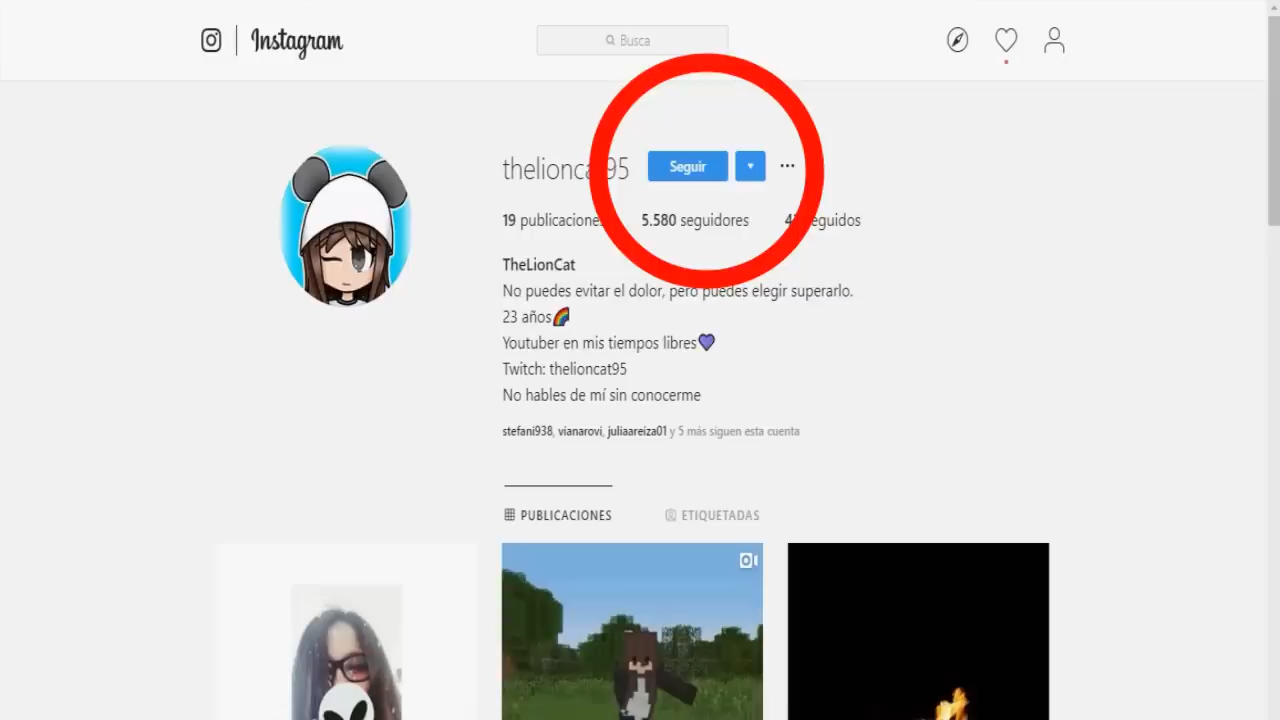 Instagram
Busca
thelioncat95 Seguir
19 publicaciones 5.580 seguidores seguidos
TheLionCat
No puedes evitar el dolor, pero puedes elegir superarlo.
23 años🌈
Youtuber en mis tiempos libres💜
Twitch: thelioncat95
No hables de mí sin conocerme
stefani938, vianarovi, juliaareiza01 y 5 más siguen esta cuenta
PUBLICACIONES ETIQUETADAS